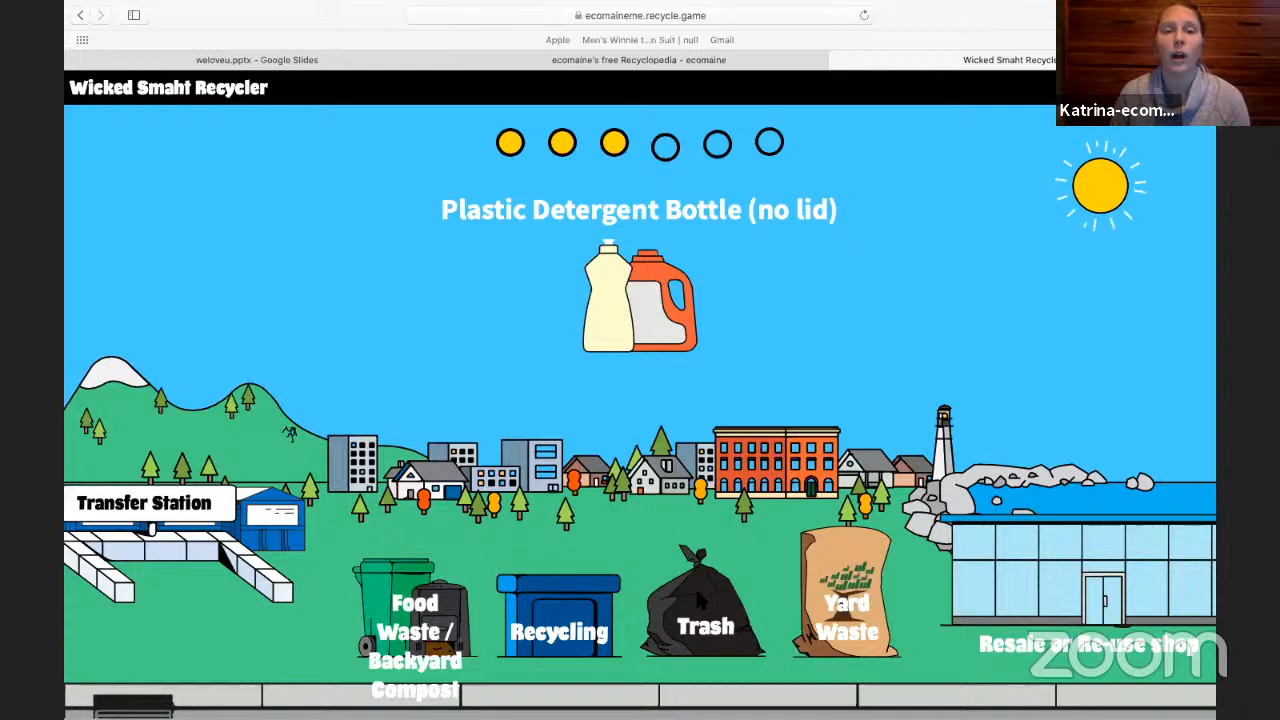 ecomaineme.recycle.game
Apple Men's Winnie t...n Suit | null Gmail
weloveu.pptx - Google Slides ecomaine's free Recyclopedia - ecomaine Wicked Smaht Recycle
Katrina-ecom...
Wicked Smaht Recycler
Plastic Detergent Bottle (no lid)
Transfer Station
Food
Waste /
Backyard
Compost
Recycling
Trash
Yard
Waste
Resale or Re-use shop
zoom